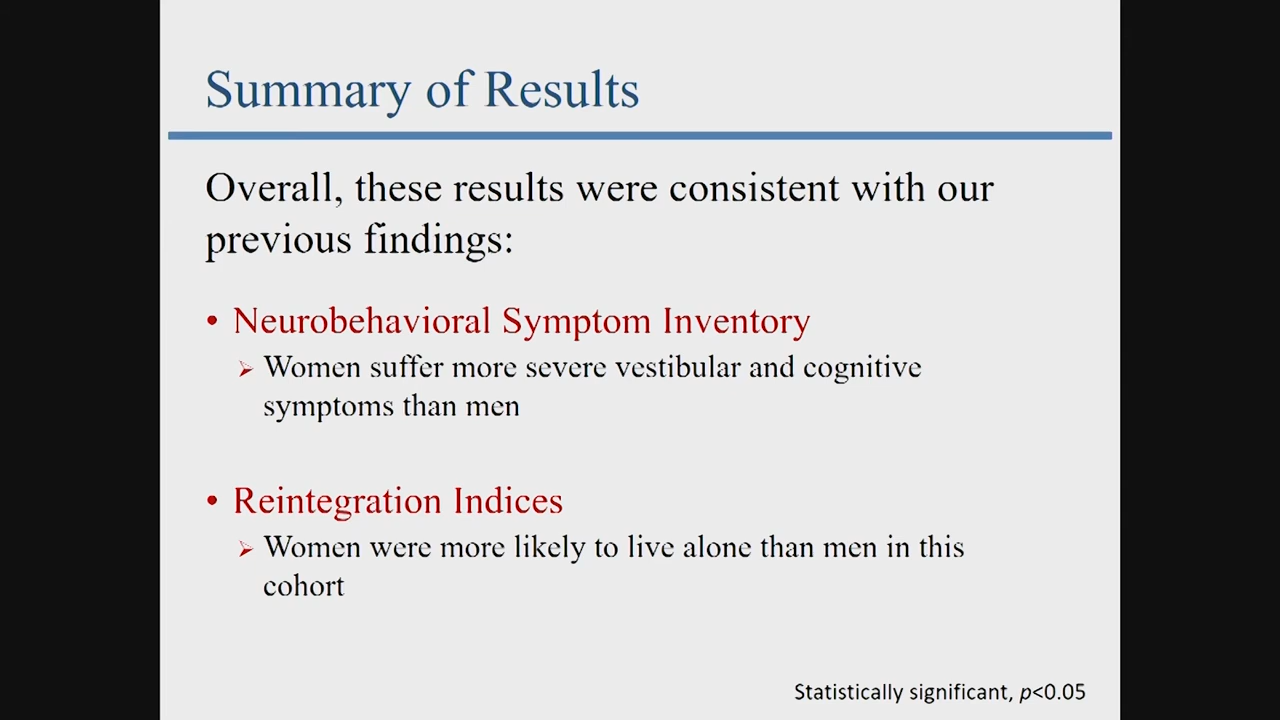 Summary of Results
Overall, these results were consistent with our
previous findings:
• Neurobehavioral Symptom Inventory
➢ Women suffer more severe vestibular and cognitive
symptoms than men
• Reintegration Indices
➢ Women were more likely to live alone than men in this
cohort
Statistically significant, p<0.05